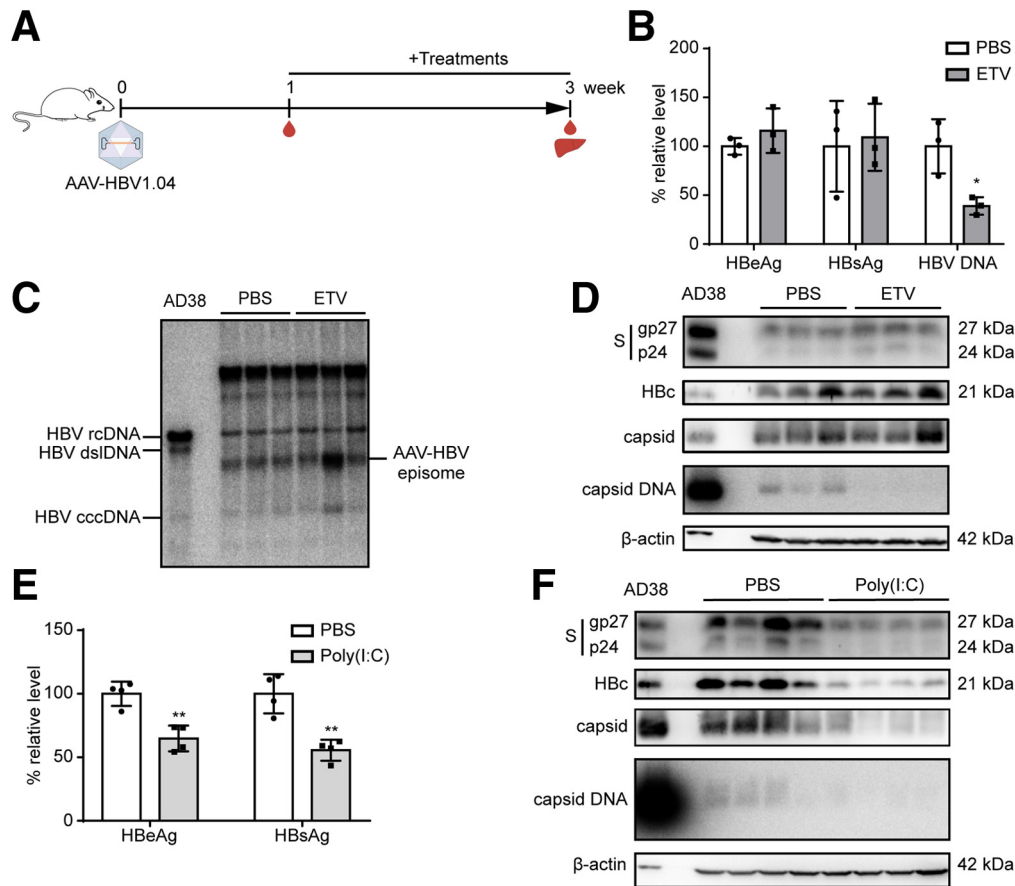 A
0
1
+Treatments
3
week
AAV-HBV1.04
B
200
150
100
50
0
% relative level
PBS
ETV
*
HBeAg
HBsAg
HBV DNA
C
AD38
PBS
ETV
HBV rcDNA
HBV dslDNA
HBV cccDNA
AAV-HBV
episome
D
AD38
PBS
ETV
S
gp27
27 kDa
p24
24 kDa
HBc
21 kDa
capsid
capsid DNA
β-actin
42 kDa
E
150
100
50
0
% relative level
PBS
Poly(I:C)
**
**
HBeAg
HBsAg
F
AD38
PBS
Poly(I:C)
S
gp27
27 kDa
p24
24 kDa
HBc
21 kDa
capsid
capsid DNA
β-actin
42 kDa